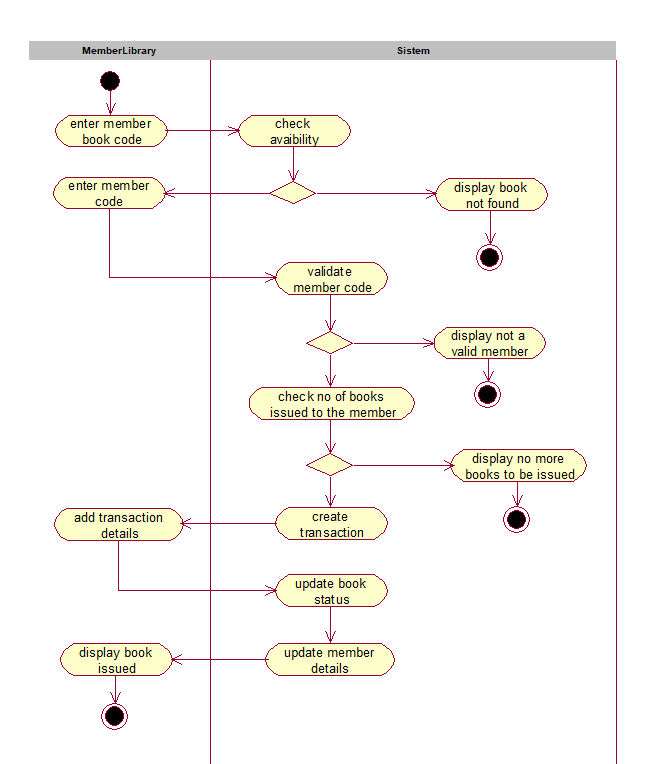 MemberLibrary
Sistem
enter member
book code
check
avaibility
enter member
code
display book
not found
validate
member code
display not a
valid member
check no of books
issued to the member
display no more
books to be issued
add transaction
details
create
transaction
update book
status
display book
issued
update member
details